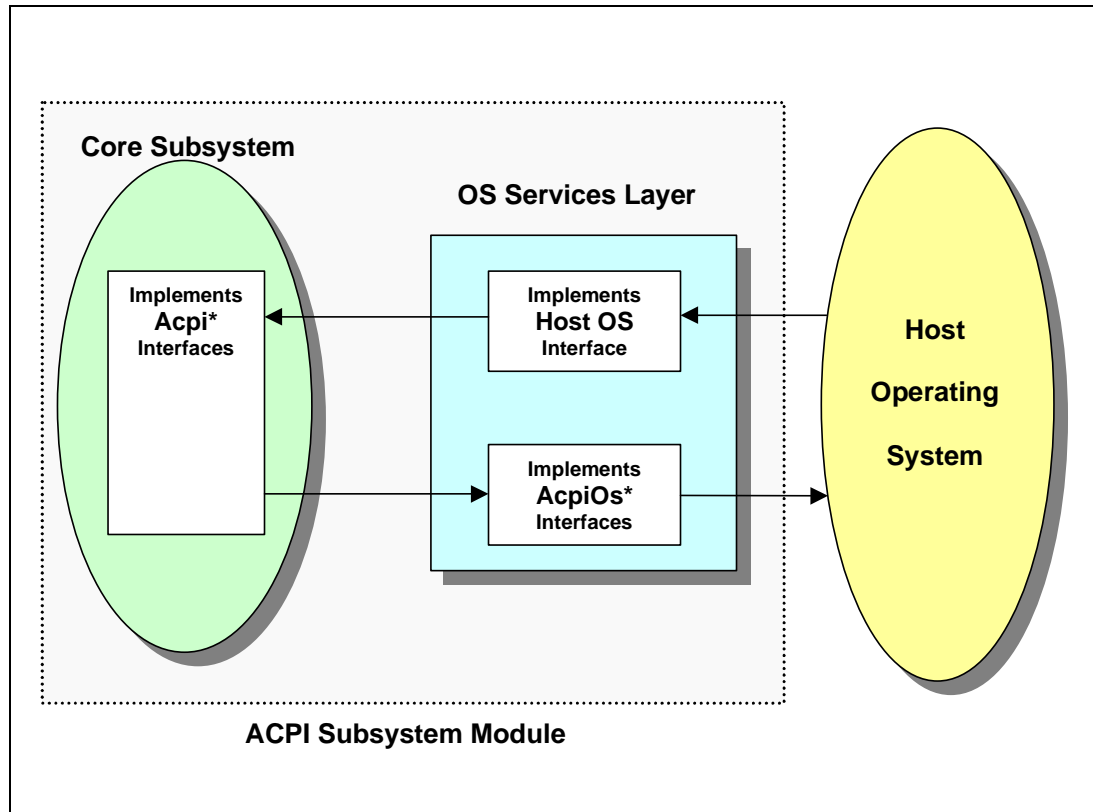 Core Subsystem
OS Services Layer
Implements
Acpi*
Interfaces
Implements
Host OS
Interface
Implements
AcpiOs*
Interfaces
Host
Operating
System
ACPI Subsystem Module